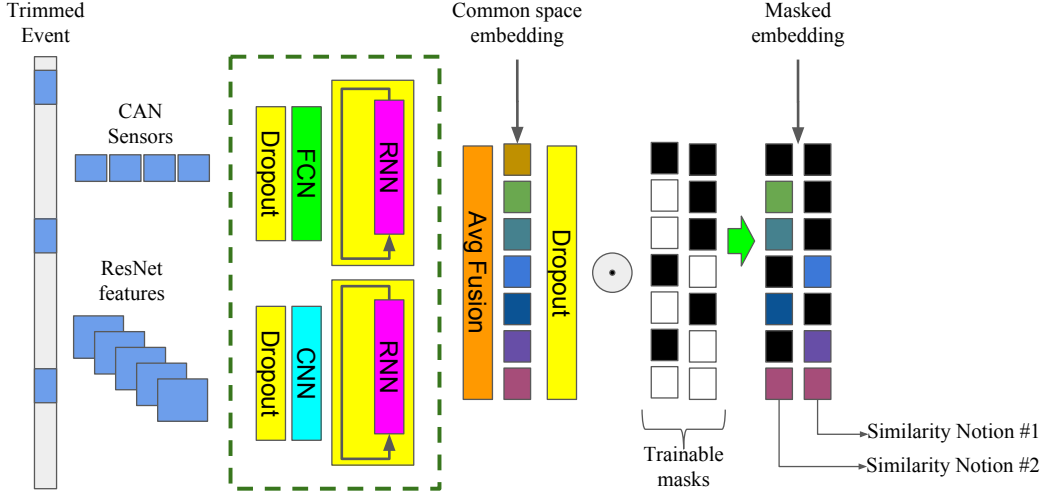 Trimmed
Event
CAN
Sensors
ResNet
features
Dropout
FCN
RNN
Dropout
CNN
RNN
Common space
embedding
Avg Fusion
Dropout
Trainable
masks
Masked
embedding
Similarity Notion #1
Similarity Notion #2